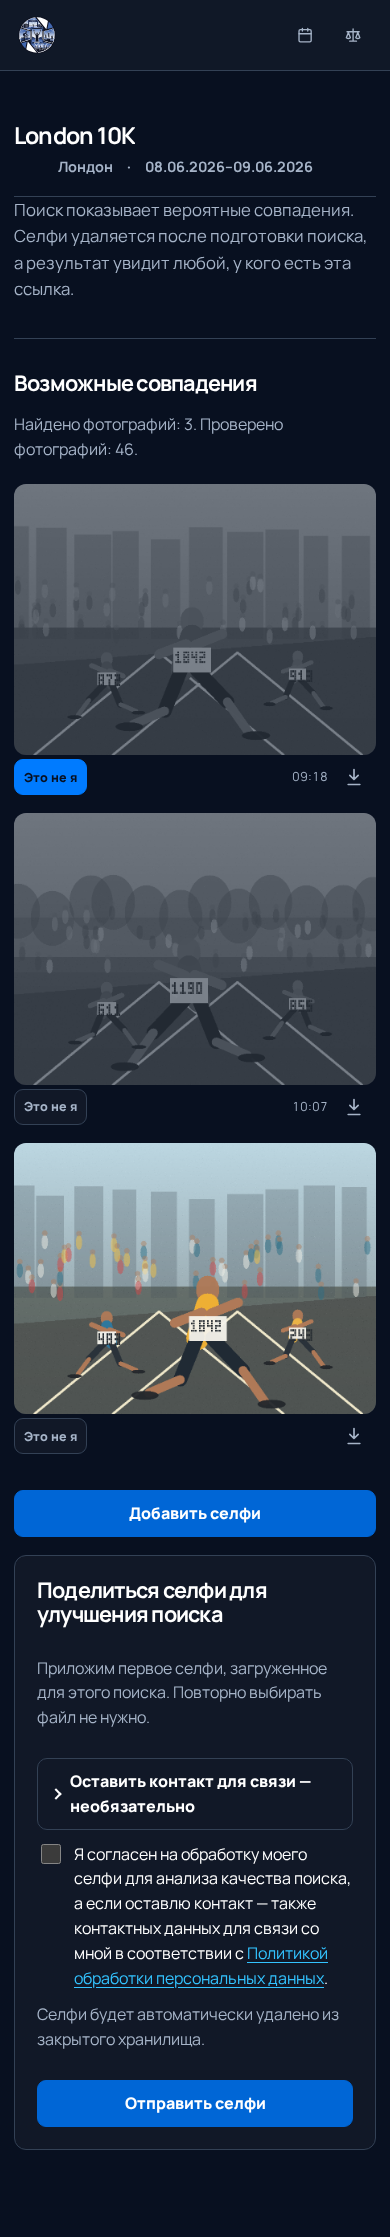 London 10K
Лондон · 08.06.2026–09.06.2026
Поиск показывает вероятные совпадения.
Селфи удаляется после подготовки поиска,
а результат увидит любой, у кого есть эта
ссылка.
Возможные совпадения
Найдено фотографий: 3. Проверено
фотографий: 46.
1842
Это не я 09:18
1190
Это не я 10:07
1842
Это не я
Добавить селфи
Поделиться селфи для
улучшения поиска
Приложим первое селфи, загруженное
для этого поиска. Повторно выбирать
файл не нужно.
Оставить контакт для связи —
необязательно
Я согласен на обработку моего
селфи для анализа качества поиска,
а если оставлю контакт — также
контактных данных для связи со
мной в соответствии с Политикой
обработки персональных данных.
Селфи будет автоматически удалено из
закрытого хранилища.
Отправить селфи